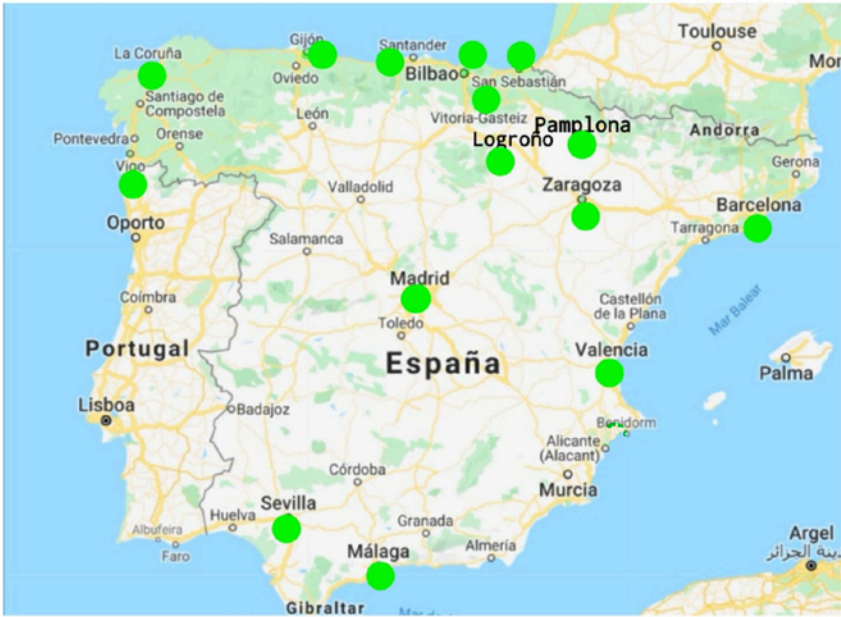 Toulouse
Gijón
La Coruña
Santander
Mor
Oviedo
Bilbao
San Sebastián
Santiago de
Compostela
León
Vitoria-Gasteiz
Pamplona
Andorra
Pontevedra
Orense
Logroño
Vigo
Gerona
Valladolid
Zaragoza
Barcelona
Oporto
Tarragona
Salamanca
Madrid
Coímbra
Castellón
de la Plana
Mar Balear
Toledo
Portugal
España
Valencia
Palma
Lisboa
Badajoz
Benidorm
Alicante
(Alacant)
Córdoba
Murcia
Sevilla
Huelva
Granada
Albufeira
Faro
Málaga
Almería
Argel
مدينة الجزائر
Gibraltar